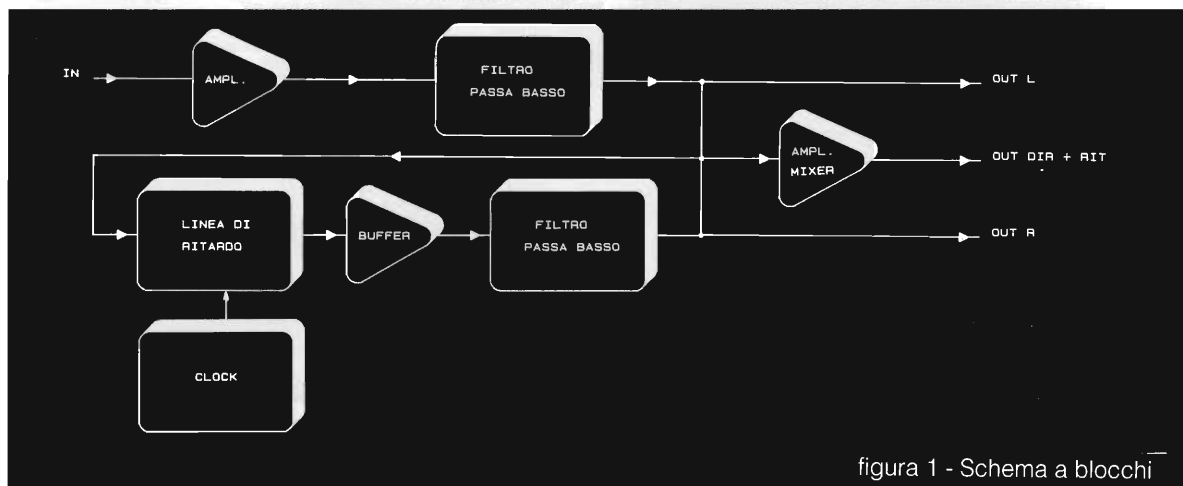 IN
AMPL.
FILTRO
PASSA BASSO
OUT L
AMPL.
MIXER
OUT DIR + RIT
LINEA DI
RITARDO
BUFFER
FILTRO
PASSA BASSO
OUT R
CLOCK
figura 1 - Schema a blocchi